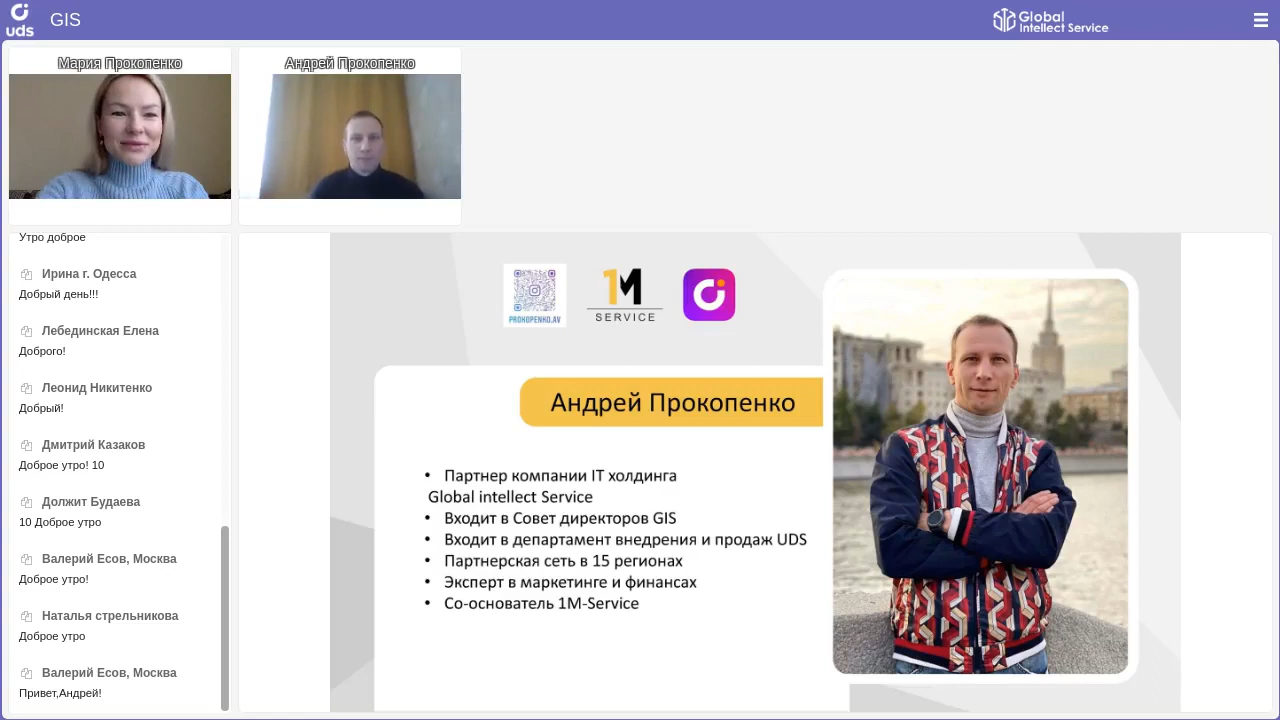 uds
GIS
Global
Intellect Service
Мария Прокопенко
Андрей Прокопенко
Утро доброе
Ирина г. Одесса
Добрый день!!!
Лебединская Елена
Доброго!
Леонид Никитенко
Добрый!
Дмитрий Казаков
Доброе утро! 10
Должит Будаева
10 Доброе утро
Валерий Есов, Москва
Доброе утро!
Наталья стрельникова
Доброе утро
Валерий Есов, Москва
Привет,Андрей!
PROKOPENKO.AV
1M
SERVICE
Андрей Прокопенко
• Партнер компании IT холдинга
Global intellect Service
• Входит в Совет директоров GIS
• Входит в департамент внедрения и продаж UDS
• Партнерская сеть в 15 регионах
• Эксперт в маркетинге и финансах
• Со-основатель 1M-Service